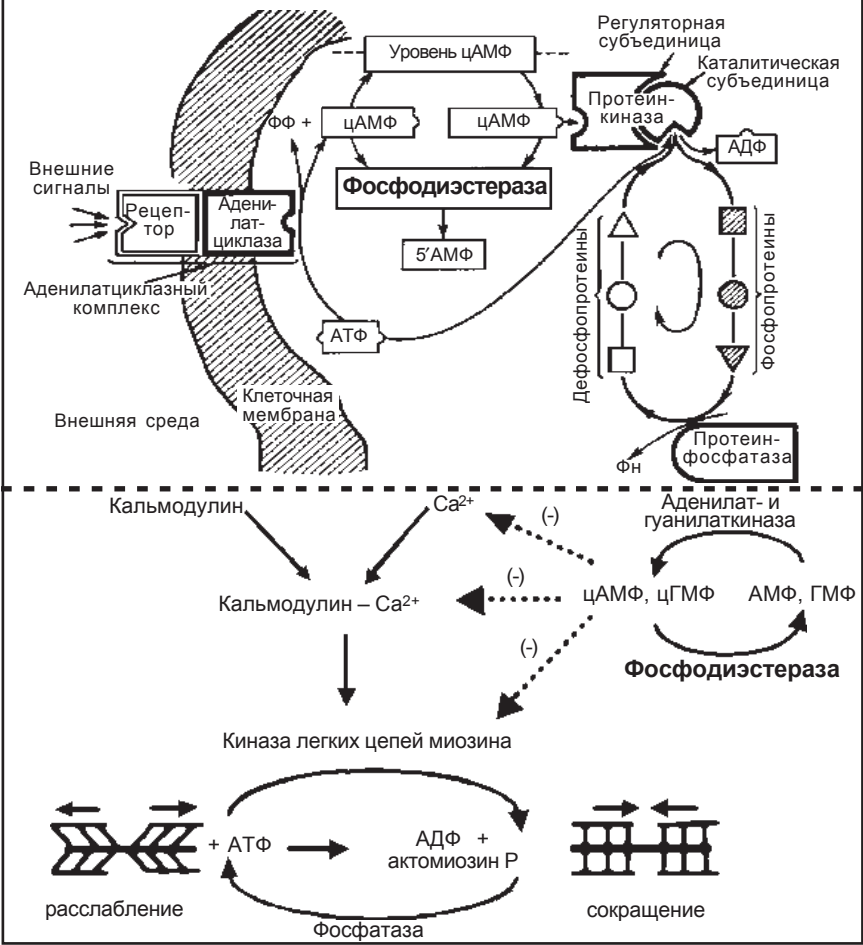 Уровень цАМФ
Регуляторная
субъединица
Каталитическая
субъединица
ФФ +
цАМФ
цАМФ
Протеин-
киназа
АДФ
Внешние
сигналы
Рецеп-
тор
Адени-
лат-
циклаза
Фосфодиэстераза
5′АМФ
Аденилатциклазный
комплекс
АТФ
Дефосфопротеины
Фосфопротеины
Клеточная
мембрана
Внешняя среда
Фн
Протеин-
фосфатаза
Кальмодулин
Ca2+
(-)
Аденилат- и
гуанилаткиназа
Кальмодулин – Ca2+
(-)
цАМФ, цГМФ
АМФ, ГМФ
(-)
Фосфодиэстераза
Киназа легких цепей миозина
+ АТФ
АДФ +
актомиозин Р
расслабление
сокращение
Фосфатаза